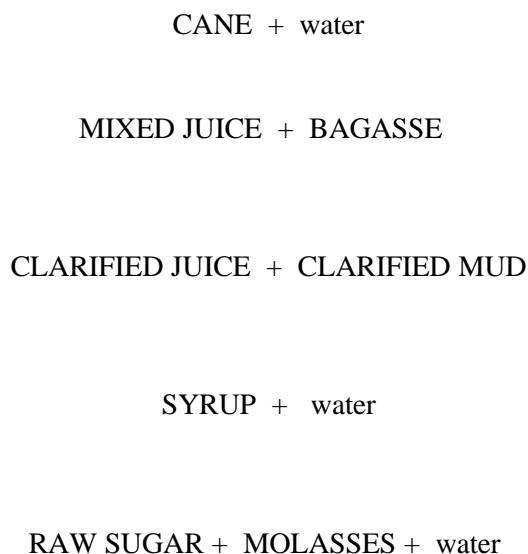 CANE + water
MIXED JUICE + BAGASSE
CLARIFIED JUICE + CLARIFIED MUD
SYRUP + water
RAW SUGAR + MOLASSES + water